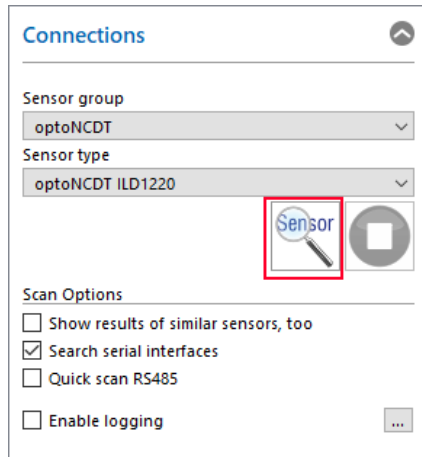 Connections
Sensor group
optoNCDT
Sensor type
optoNCDT ILD1220
Sensor
Scan Options
Show results of similar sensors, too
Search serial interfaces
Quick scan RS485
Enable logging
...